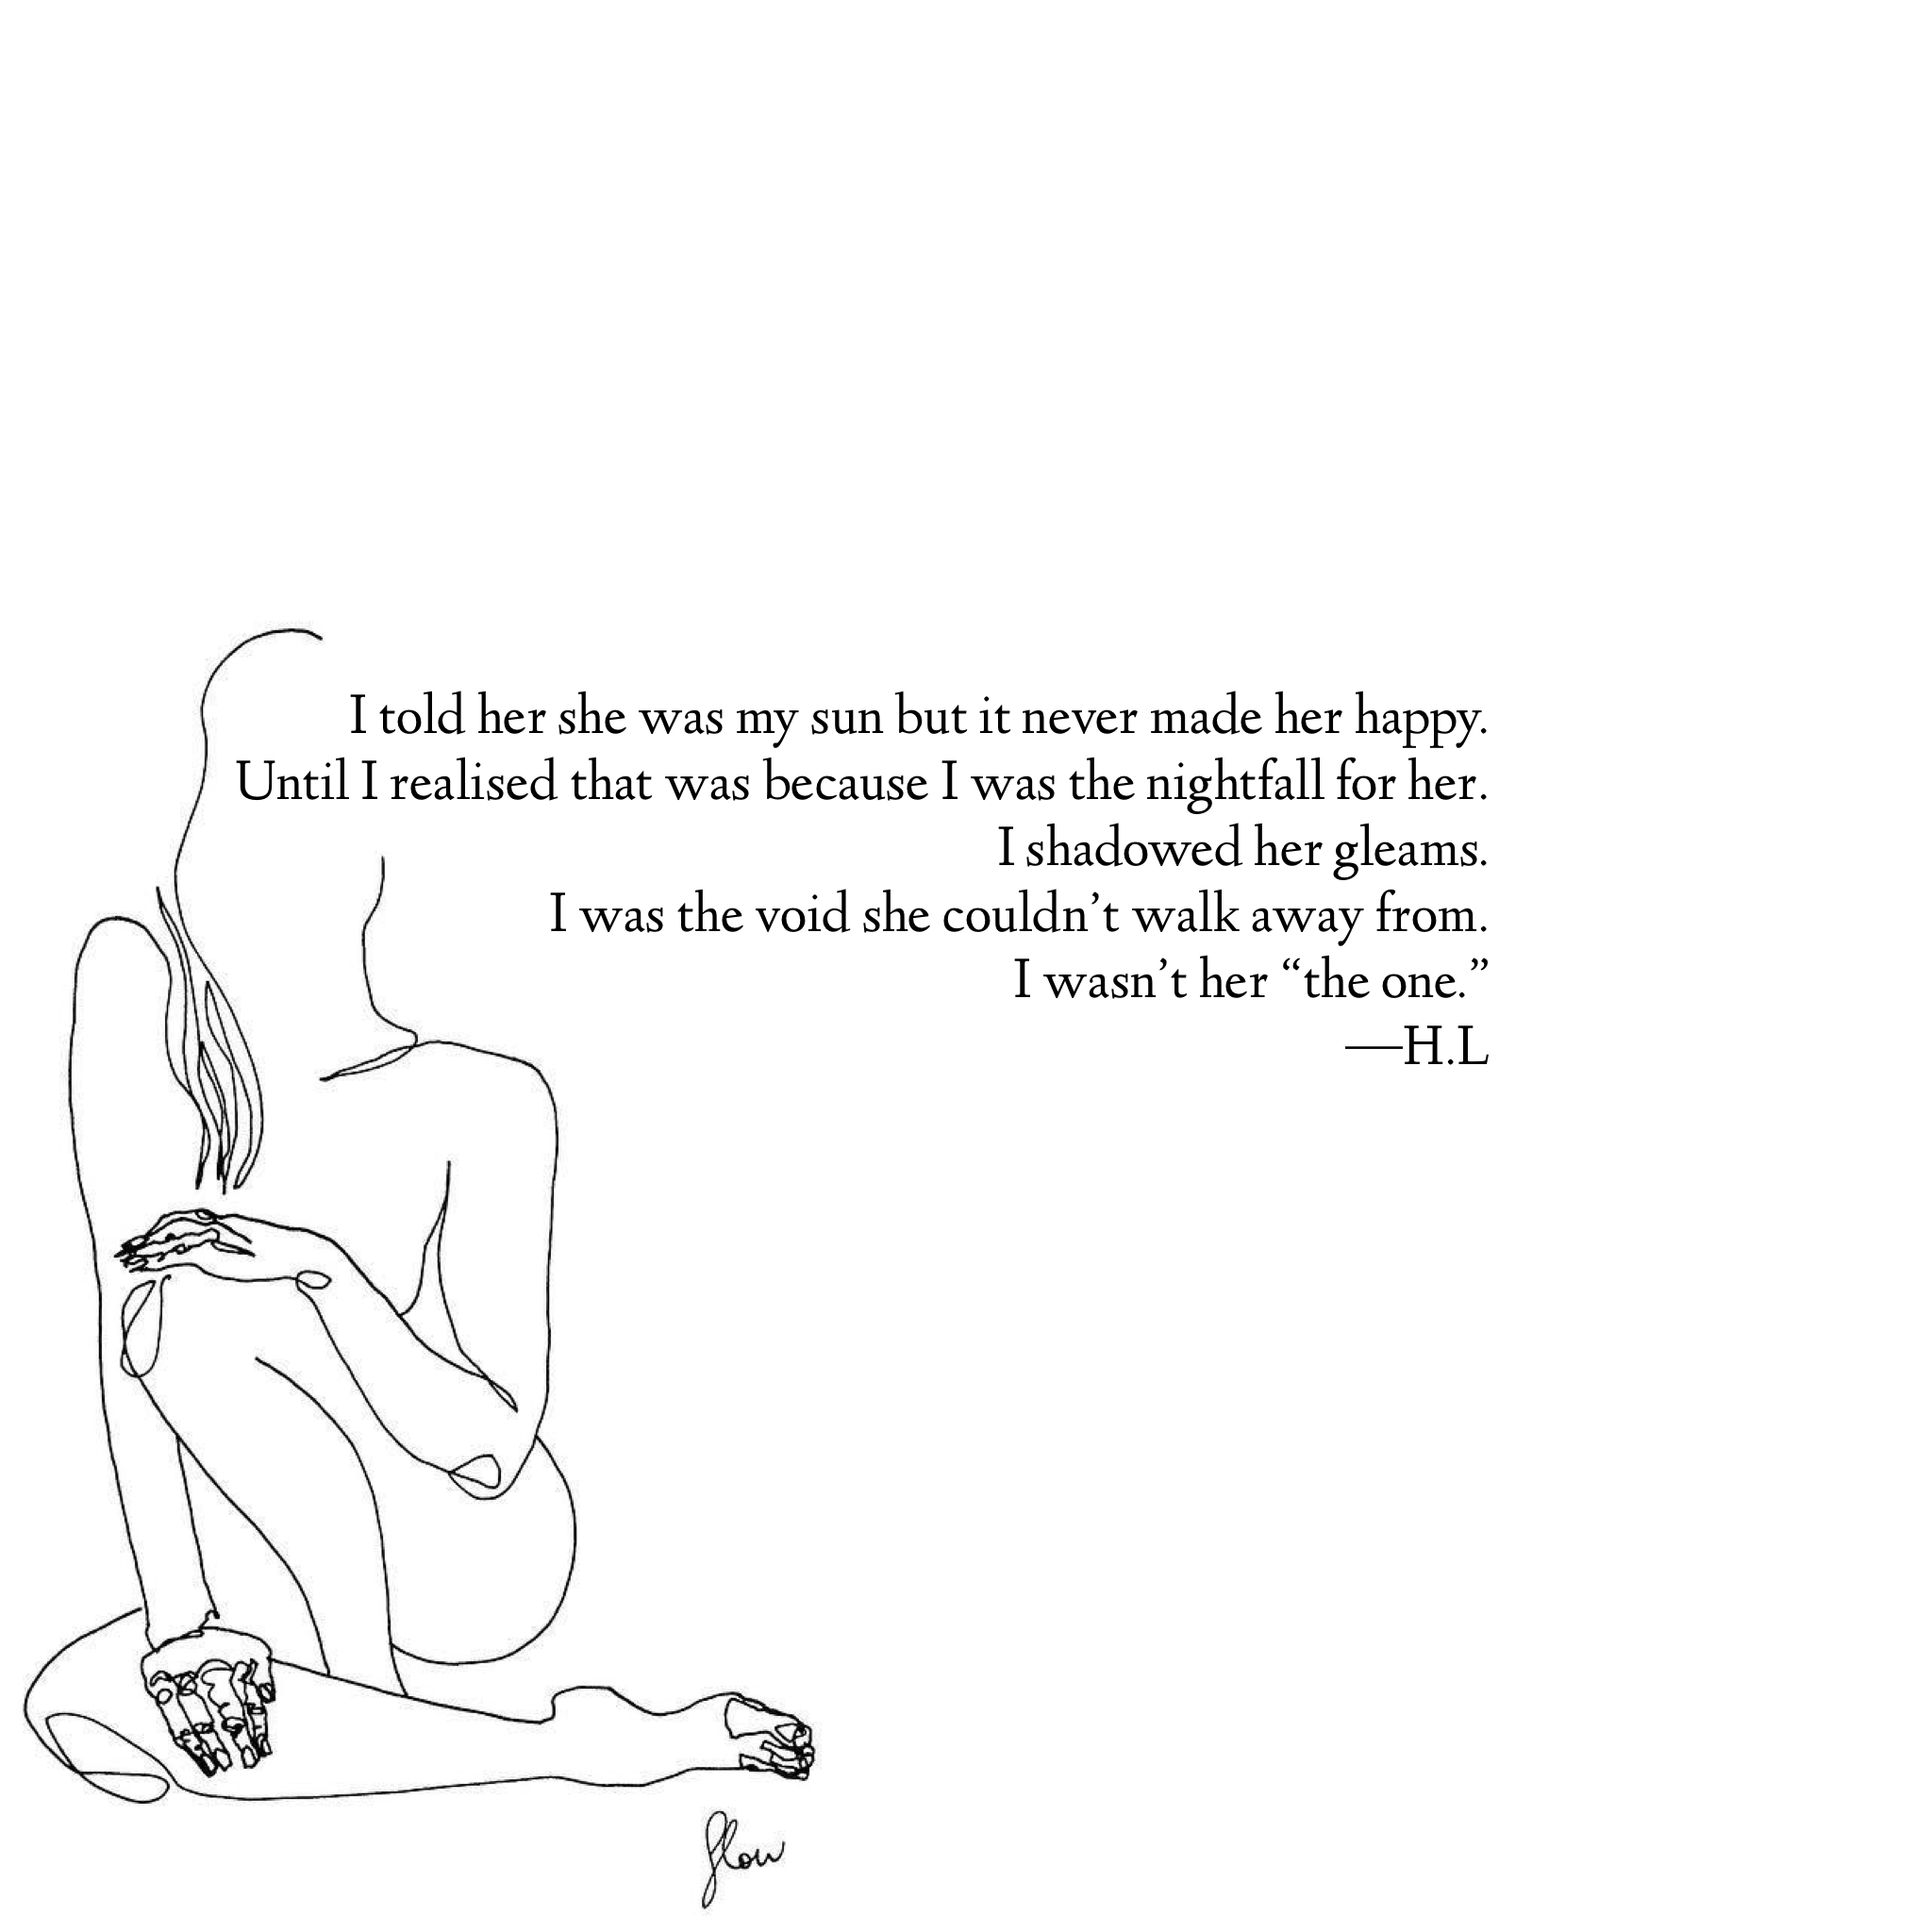 I told her she was my sun but it never made her happy.
Until I realised that was because I was the nightfall for her.
I shadowed her gleams.
I was the void she couldn’t walk away from.
I wasn’t her “the one.”
—H.L
flow